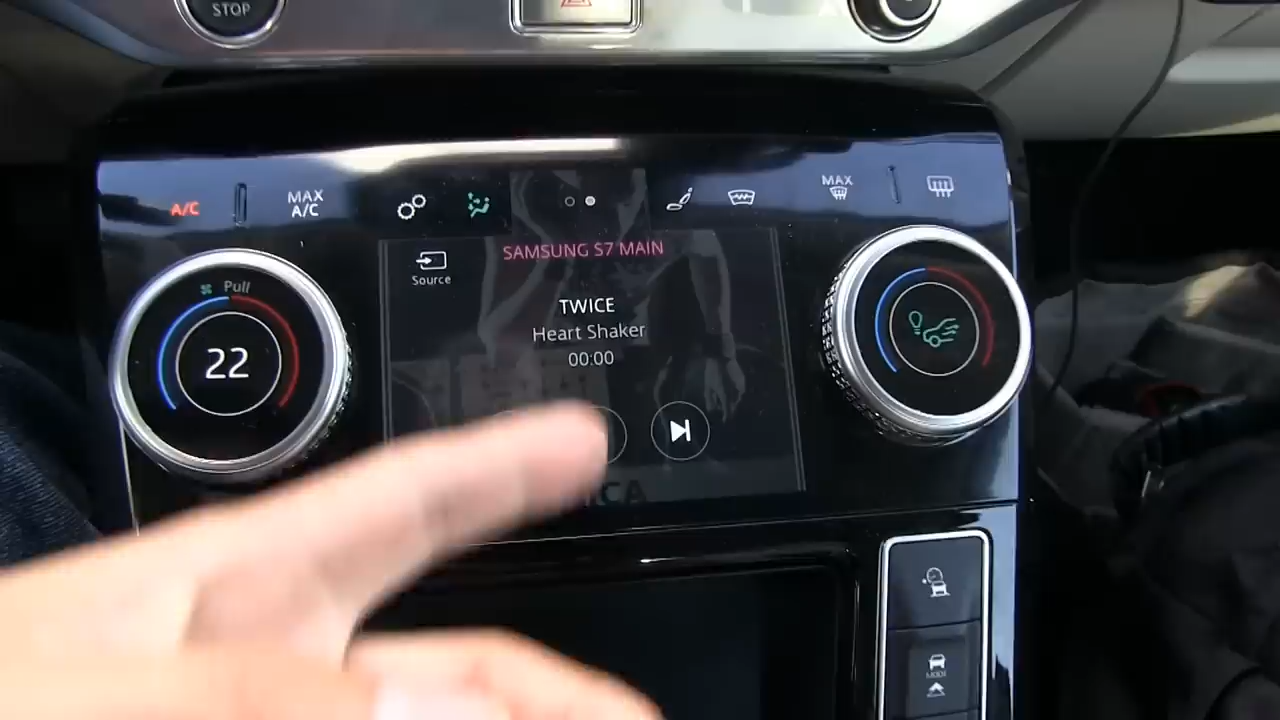 STOP
A/C
MAX
A/C
MAX
Pull
22
Source
SAMSUNG S7 MAIN
TWICE
Heart Shaker
00:00
MODE